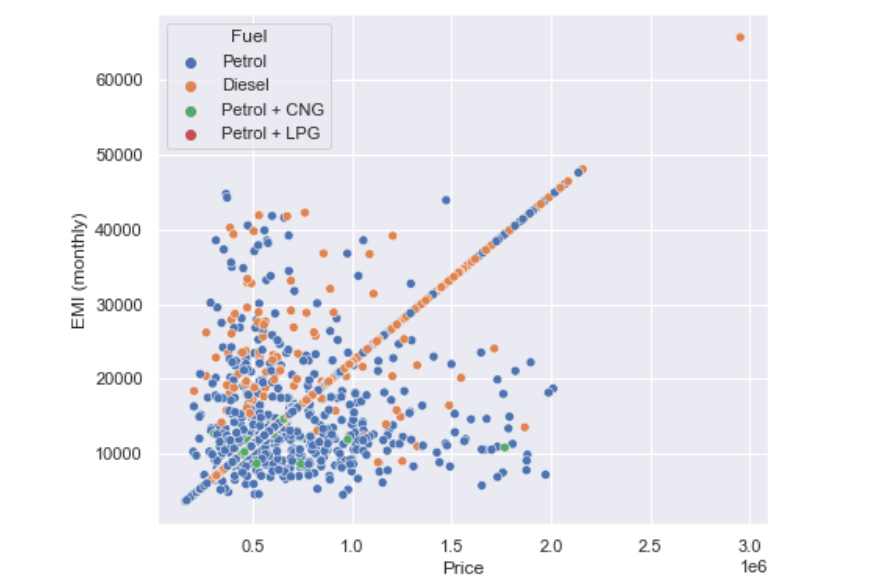 Fuel
Petrol
Diesel
Petrol + CNG
Petrol + LPG
60000
50000
40000
30000
20000
10000
EMI (monthly)
0.5 1.0 1.5 2.0 2.5 3.0
1e6
Price